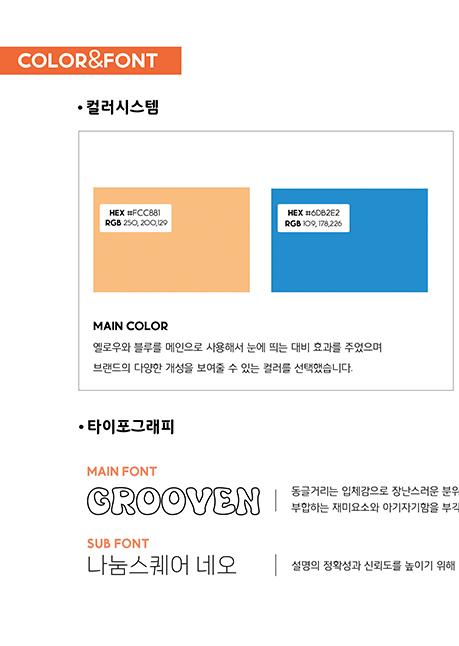 COLOR&FONT
• 컬러시스템
HEX #FCC881
RGB 250, 200,129
HEX #6DB2E2
RGB 109, 178,226
MAIN COLOR
옐로우와 블루를 메인으로 사용해서 눈에 띄는 대비 효과를 주었으며
브랜드의 다양한 개성을 보여줄 수 있는 컬러를 선택했습니다.
• 타이포그래피
MAIN FONT
GROOVEN
동글거리는 입체감으로 장난스러운 분위
부합하는 재미요소와 아기자기함을 부각
SUB FONT
나눔스퀘어 네오
설명의 정확성과 신뢰도를 높이기 위해